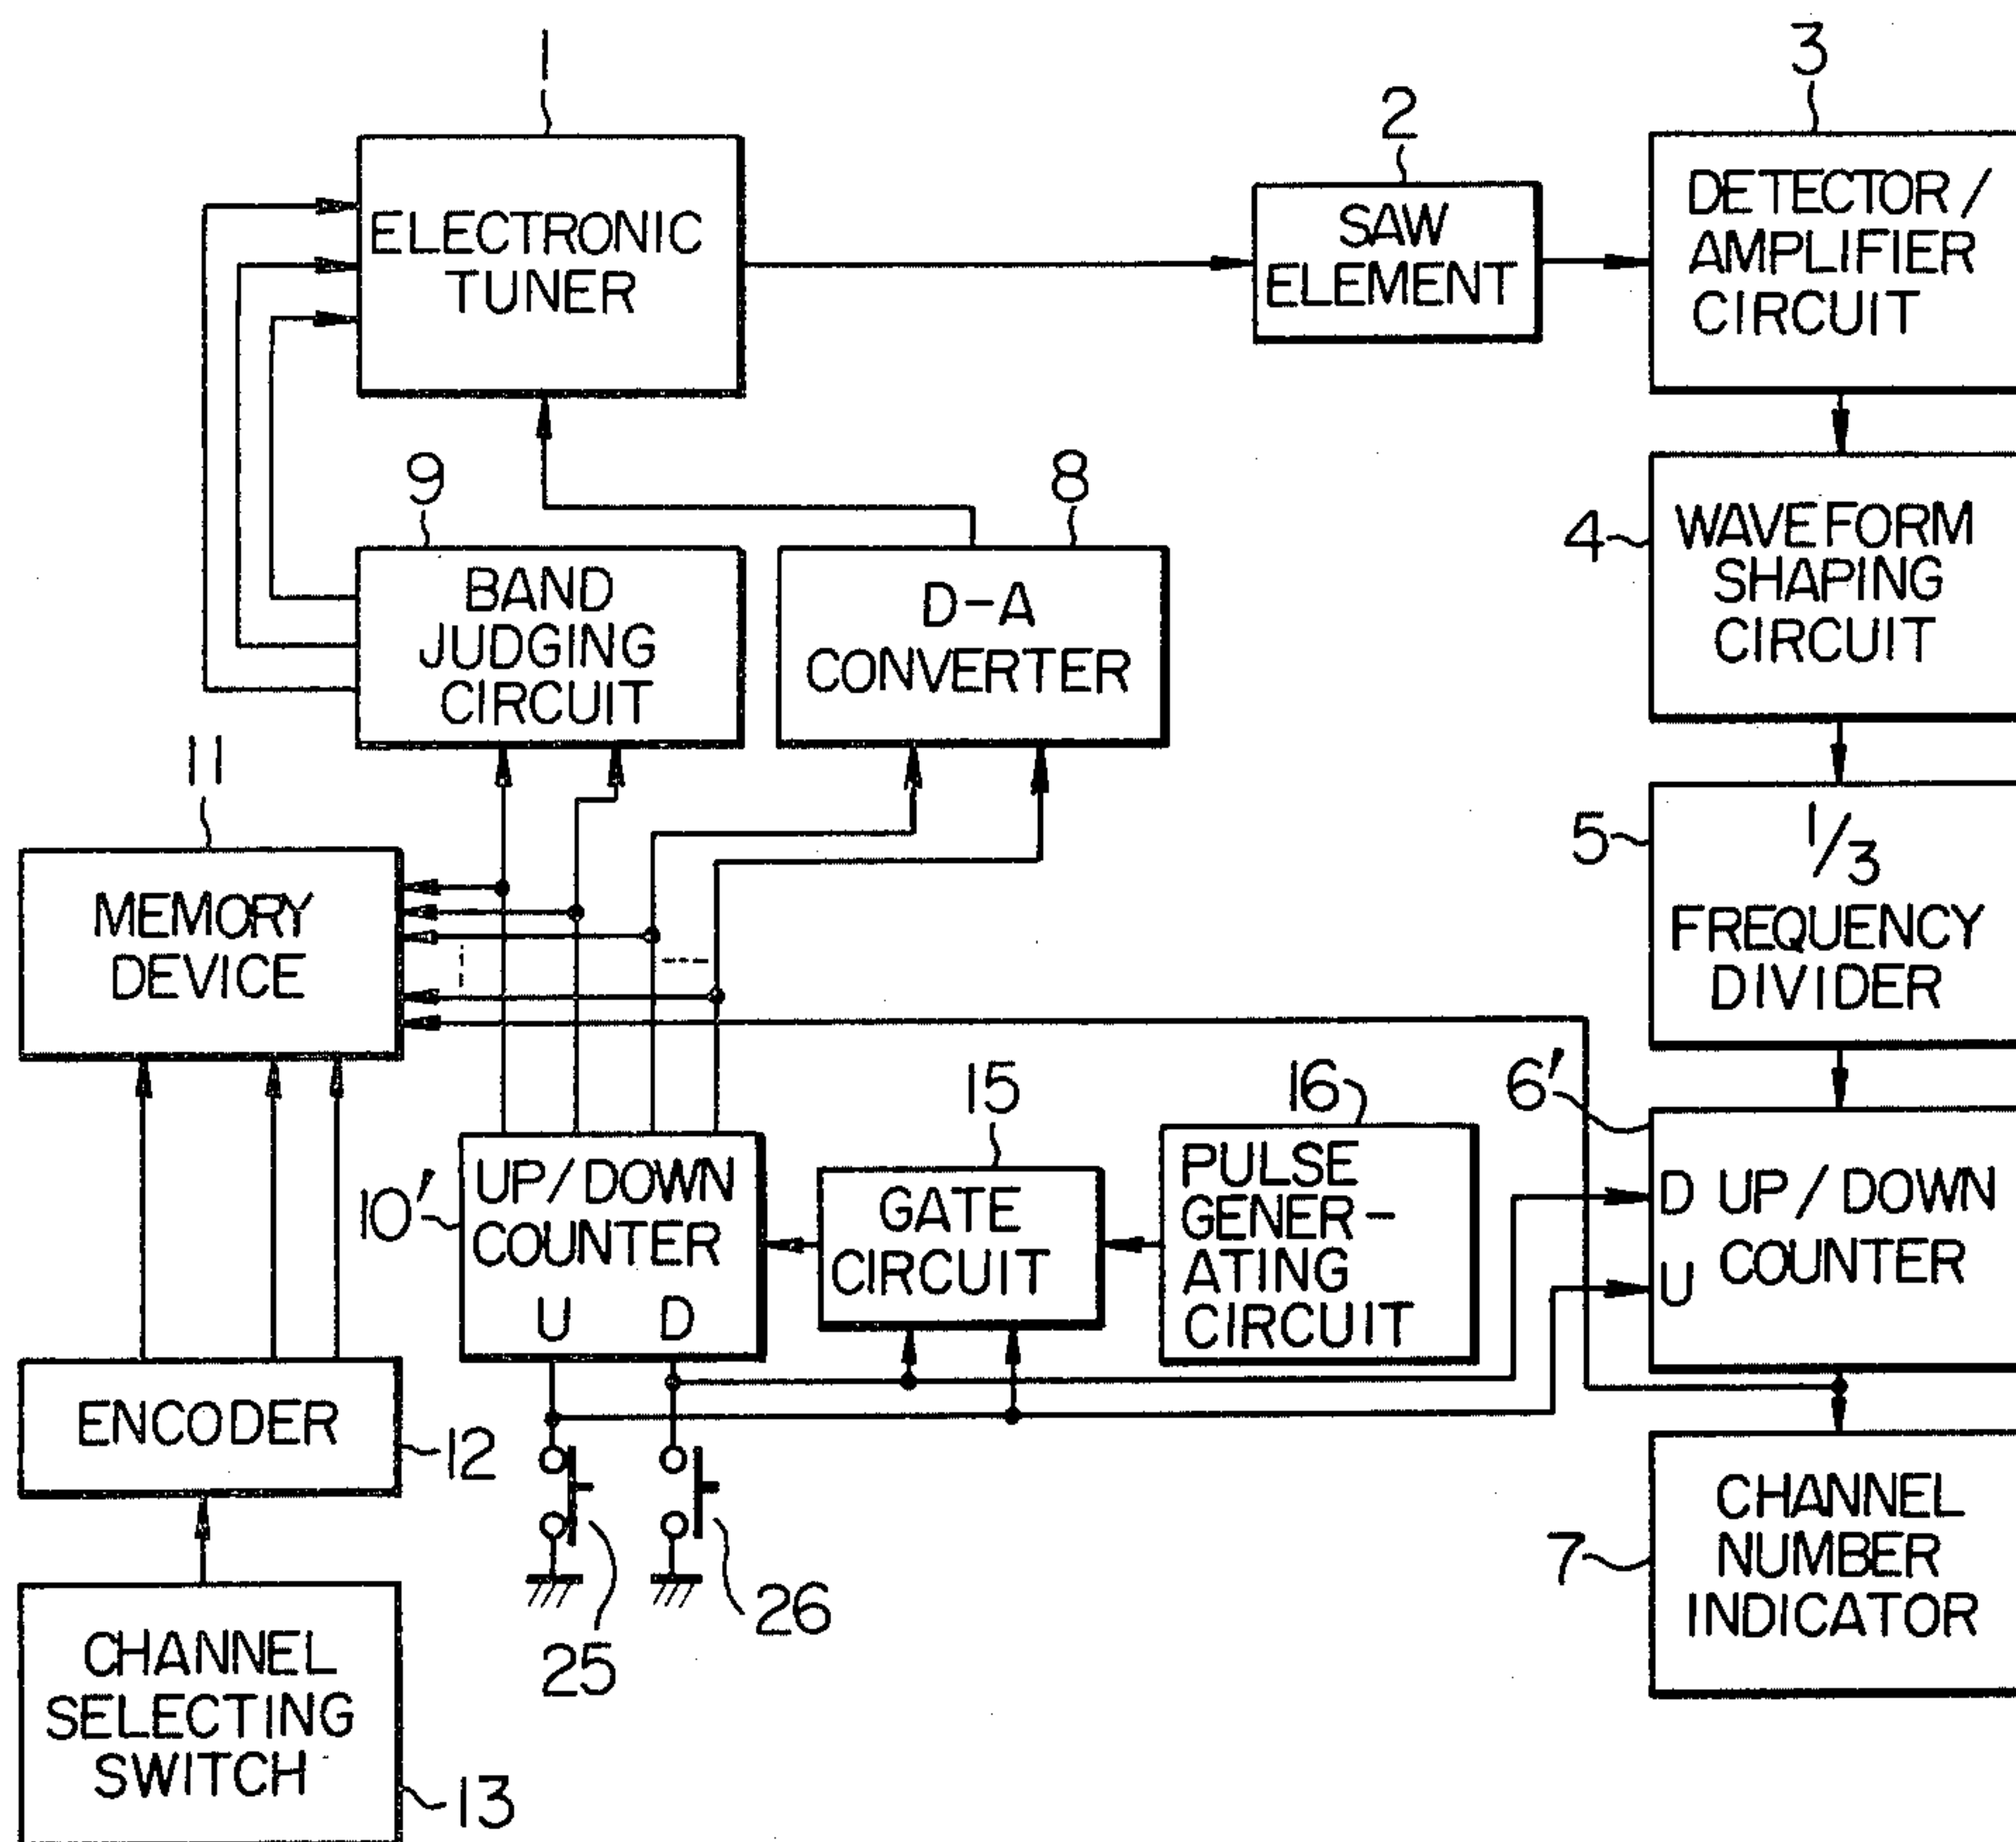 1
ELECTRONIC
TUNER
2
SAW
ELEMENT
3
DETECTOR/
AMPLIFIER
CIRCUIT
9
BAND
JUDGING
CIRCUIT
8
D-A
CONVERTER
4
WAVEFORM
SHAPING
CIRCUIT
11
MEMORY
DEVICE
5
1/3
FREQUENCY
DIVIDER
10'
UP/DOWN
COUNTER
U D
15
GATE
CIRCUIT
16
PULSE
GENER-
ATING
CIRCUIT
6'
D UP/DOWN
COUNTER
U
ENCODER
12
25
26
7
CHANNEL
NUMBER
INDICATOR
CHANNEL
SELECTING
SWITCH
13